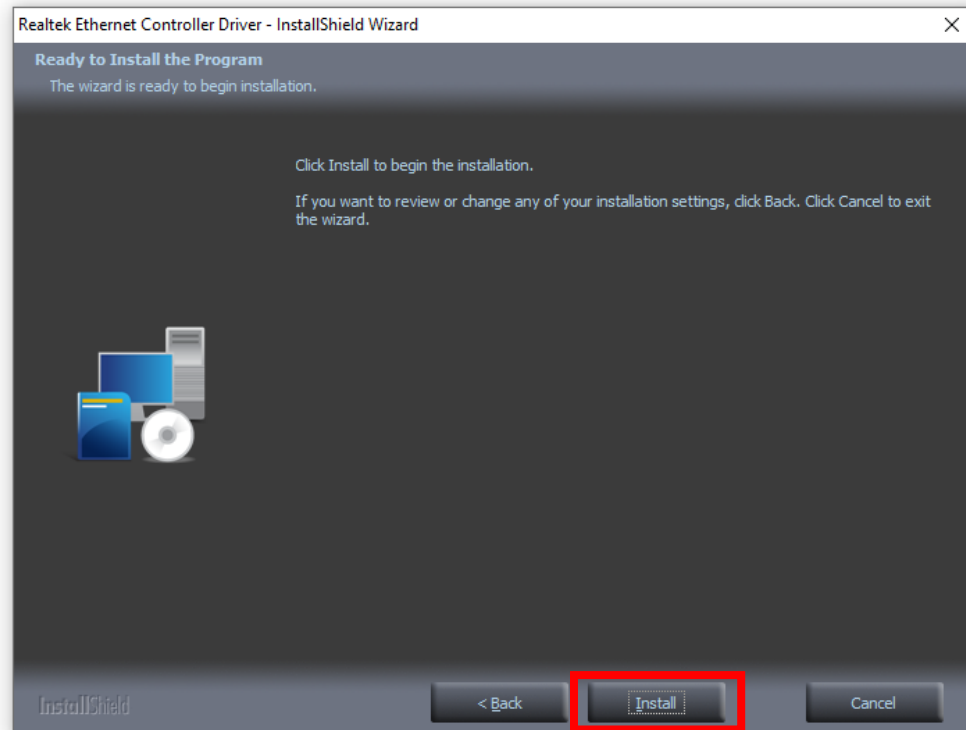 Realtek Ethernet Controller Driver - InstallShield Wizard
Ready to Install the Program
The wizard is ready to begin installation.
Click Install to begin the installation.
If you want to review or change any of your installation settings, click Back. Click Cancel to exit
the wizard.
InstallShield
< Back
Install
Cancel